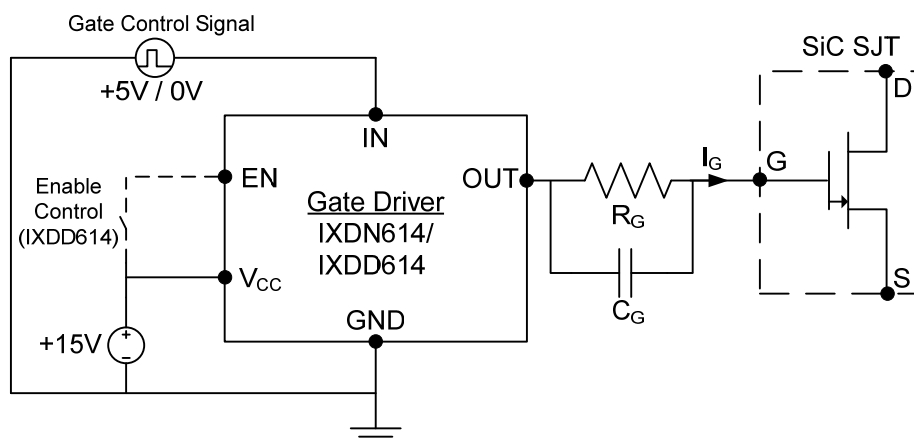 Gate Control Signal
+5V / 0V
SiC SJT
D
IN
EN
OUT
I_G
G
Enable
Control
(IXDD614)
Gate Driver
IXDN614/
IXDD614
R_G
V_CC
C_G
S
GND
+15V
+
-